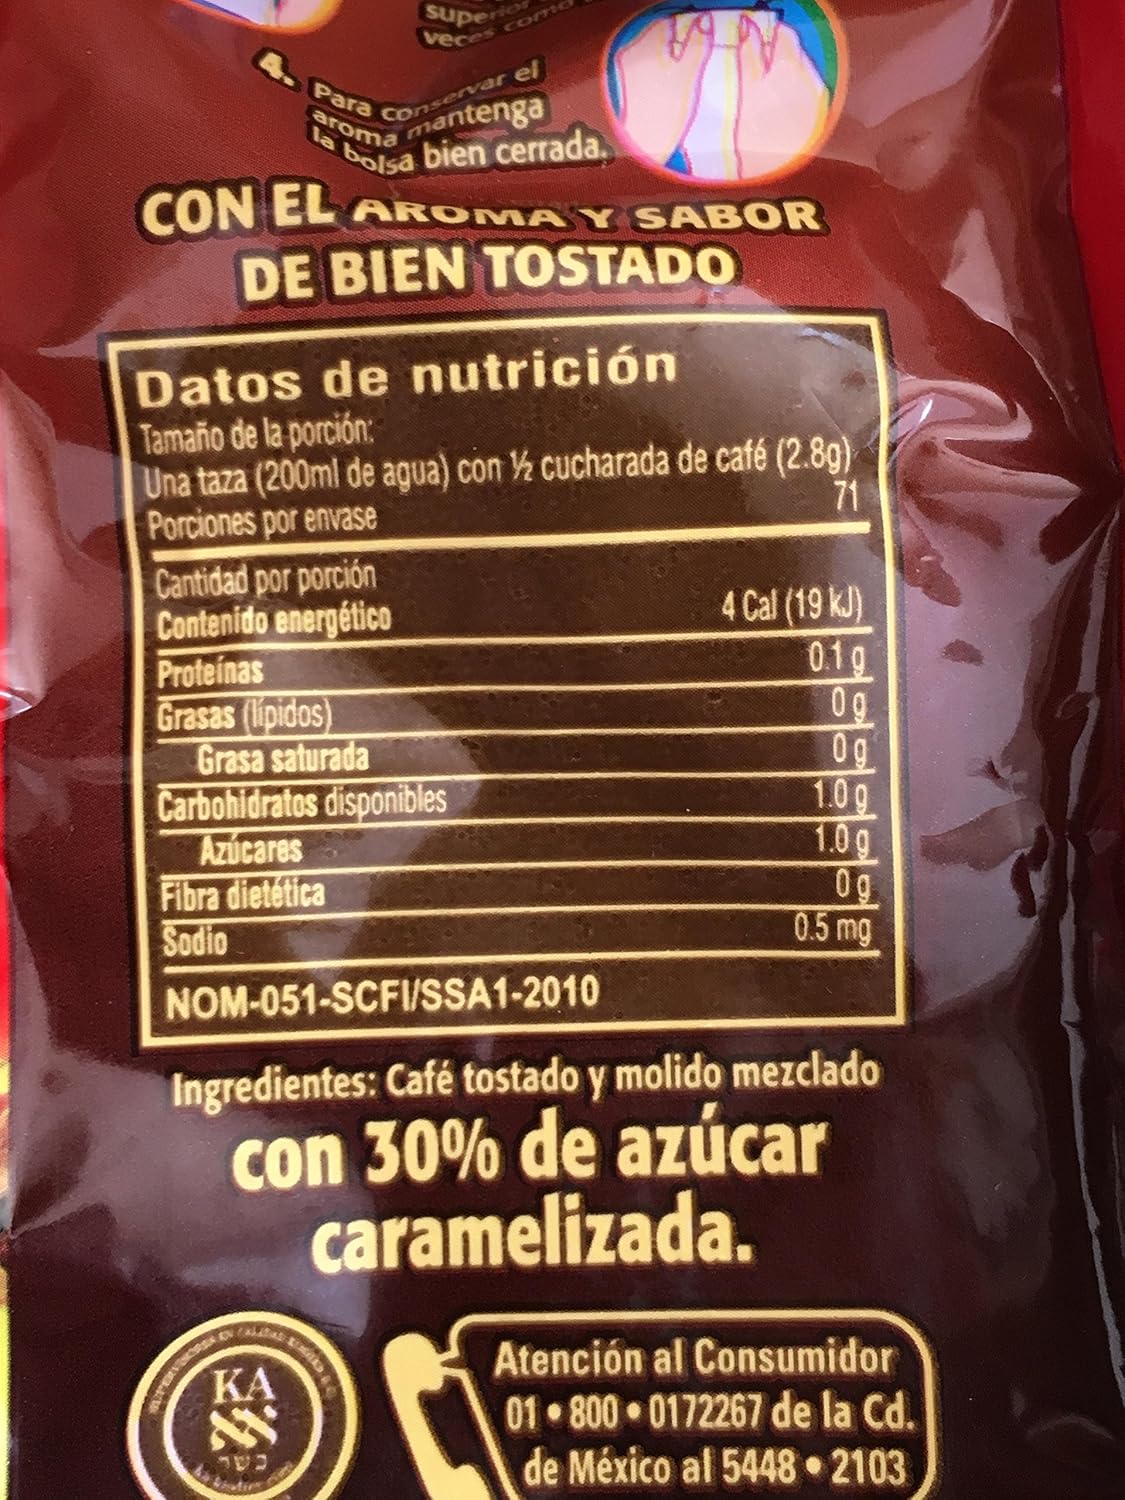 superior
veces como
4. Para conservar el
aroma mantenga
la bolsa bien cerrada.
CON EL AROMA Y SABOR
DE BIEN TOSTADO
Datos de nutrición
Tamaño de la porción:
Una taza (200ml de agua) con ½ cucharada de café (2.8g)
Porciones por envase 71
Cantidad por porción
Contenido energético 4 Cal (19 kJ)
Proteínas 0.1 g
Grasas (lípidos) 0 g
Grasa saturada 0 g
Carbohidratos disponibles 1.0 g
Azúcares 1.0 g
Fibra dietética 0 g
Sodio 0.5 mg
NOM-051-SCFI/SSA1-2010
Ingredientes: Café tostado y molido mezclado
con 30% de azúcar
caramelizada.
KA
כשר
Atención al Consumidor
01•800•0172267 de la Cd.
de México al 5448•2103